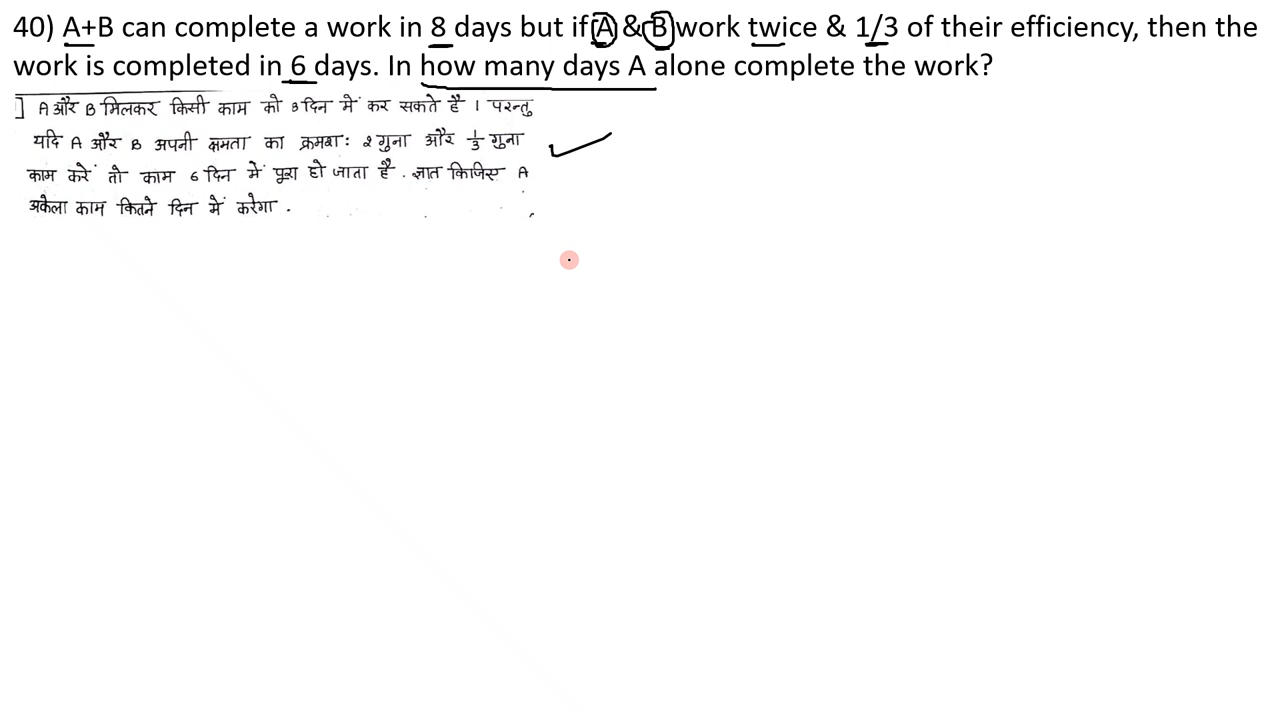 40) A+B can complete a work in 8 days but if A & B work twice & 1/3 of their efficiency, then the
work is completed in 6 days. In how many days A alone complete the work?
] A और B मिलकर किसी काम को 8 दिन में कर सकते है । परन्तु
यदि A और B अपनी क्षमता का क्रमशः 2 गुना और 1/3 गुना
काम करें तो काम 6 दिन में पूरा हो जाता है . ज्ञात किजिए A
अकेला काम कितने दिन में करेगा .